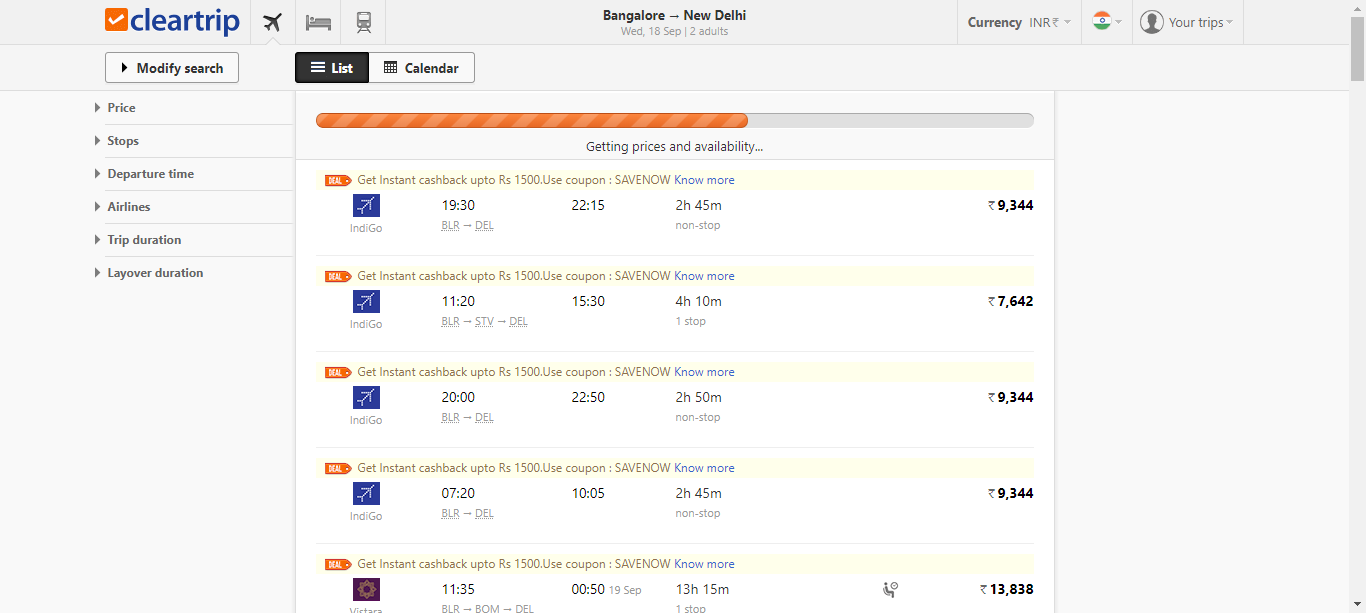 cleartrip
Bangalore → New Delhi
Wed, 18 Sep | 2 adults
Currency INR₹
Your trips
Modify search
List
Calendar
Price
Stops
Departure time
Airlines
Trip duration
Layover duration
Getting prices and availability...
DEAL Get Instant cashback upto Rs 1500.Use coupon : SAVENOW Know more
19:30 22:15 2h 45m ₹ 9,344
IndiGo BLR → DEL non-stop
DEAL Get Instant cashback upto Rs 1500.Use coupon : SAVENOW Know more
11:20 15:30 4h 10m ₹ 7,642
IndiGo BLR → STV → DEL 1 stop
DEAL Get Instant cashback upto Rs 1500.Use coupon : SAVENOW Know more
20:00 22:50 2h 50m ₹ 9,344
IndiGo BLR → DEL non-stop
DEAL Get Instant cashback upto Rs 1500.Use coupon : SAVENOW Know more
07:20 10:05 2h 45m ₹ 9,344
IndiGo BLR → DEL non-stop
DEAL Get Instant cashback upto Rs 1500.Use coupon : SAVENOW Know more
11:35 00:50 19 Sep 13h 15m ₹ 13,838
Vistara BLR → BOM → DEL 1 stop